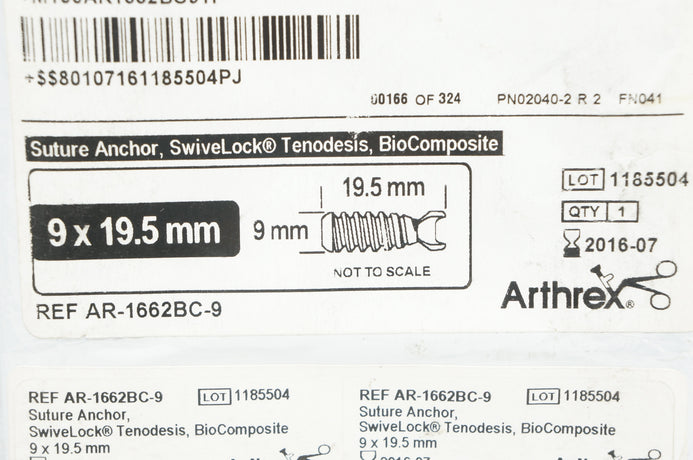 +$$80107161185504PJ
00166 OF 324 PN02040-2 R 2 FN041
Suture Anchor, SwiveLock® Tenodesis, BioComposite
19.5 mm
9 x 19.5 mm
9 mm
NOT TO SCALE
REF AR-1662BC-9
LOT 1185504
QTY 1
2016-07
Arthrex®
REF AR-1662BC-9 LOT 1185504
Suture Anchor,
SwiveLock® Tenodesis, BioComposite
9 x 19.5 mm
REF AR-1662BC-9 LOT 1185504
Suture Anchor,
SwiveLock® Tenodesis, BioComposite
9 x 19.5 mm
2016-07